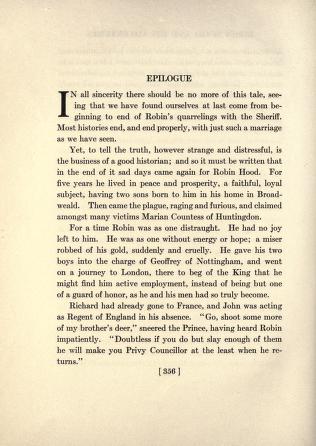 EPILOGUE
IN all sincerity there should be no more of this tale, see-
ing that we have found ourselves at last come from be-
ginning to end of Robin's quarrelings with the Sheriff.
Most histories end, and end properly, with just such a marriage
as we have seen.
Yet, to tell the truth, however strange and distressful, is
the business of a good historian; and so it must be written that
in the end of it sad days came again for Robin Hood. For
five years he lived in peace and prosperity, a faithful, loyal
subject, having two sons born to him in his home in Broad-
weald. Then came the plague, raging and furious, and claimed
amongst many victims Marian Countess of Huntingdon.
For a time Robin was as one distraught. He had no joy
left to him. He was as one without energy or hope; a miser
robbed of his gold, suddenly and cruelly. He gave his two
boys into the charge of Geoffrey of Nottingham, and went
on a journey to London, there to beg of the King that he
might find him active employment, instead of being but one
of a guard of honor, as he and his men had so truly become.
Richard had already gone to France, and John was acting
as Regent of England in his absence. "Go, shoot some more
of my brother's deer," sneered the Prince, having heard Robin
impatiently. "Doubtless if you do but slay enough of them
he will make you Privy Councillor at the least when he re-
turns."
[ 356 ]